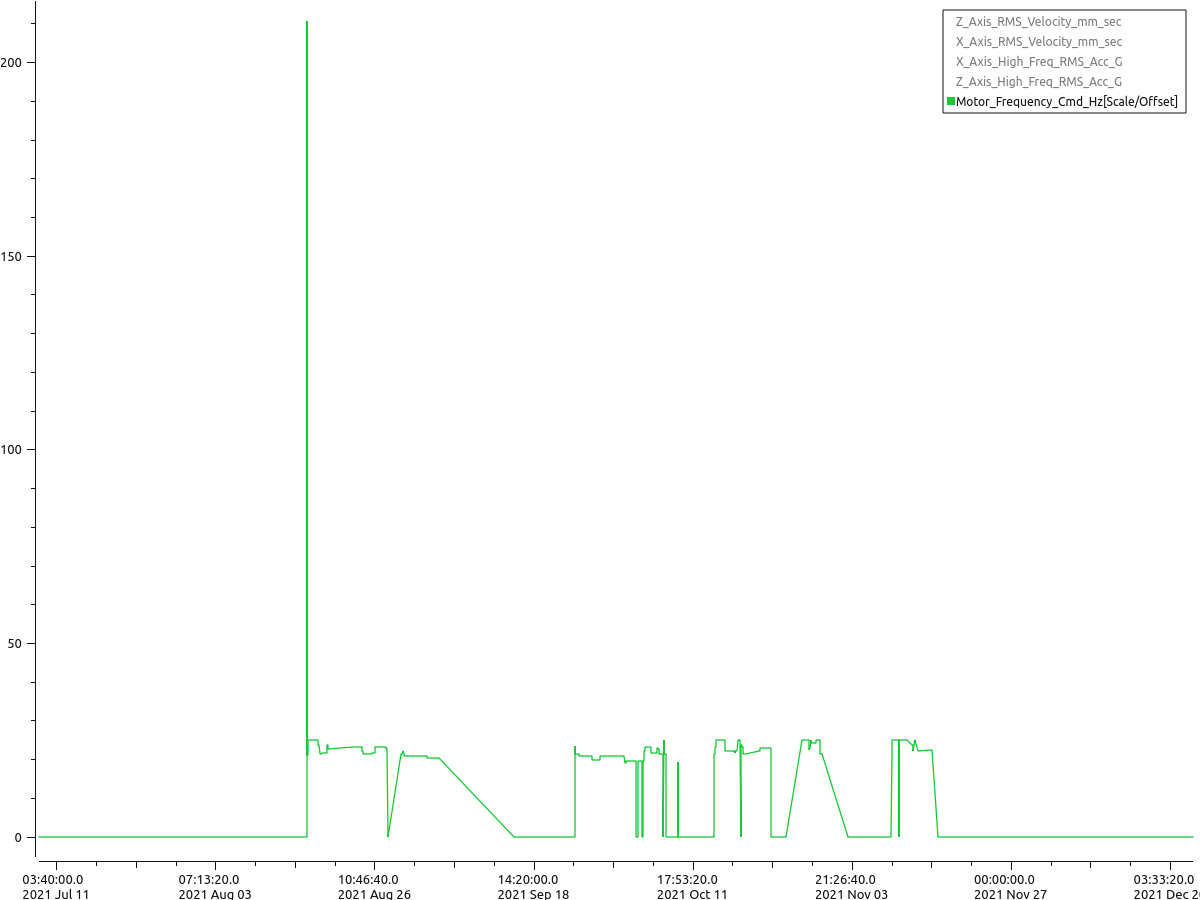 Z_Axis_RMS_Velocity_mm_sec
X_Axis_RMS_Velocity_mm_sec
X_Axis_High_Freq_RMS_Acc_G
Z_Axis_High_Freq_RMS_Acc_G
Motor_Frequency_Cmd_Hz[Scale/Offset]
200
150
100
50
0
03:40:00.0 07:13:20.0 10:46:40.0 14:20:00.0 17:53:20.0 21:26:40.0 00:00:00.0 03:33:20.0
2021 Jul 11 2021 Aug 03 2021 Aug 26 2021 Sep 18 2021 Oct 11 2021 Nov 03 2021 Nov 27 2021 Dec